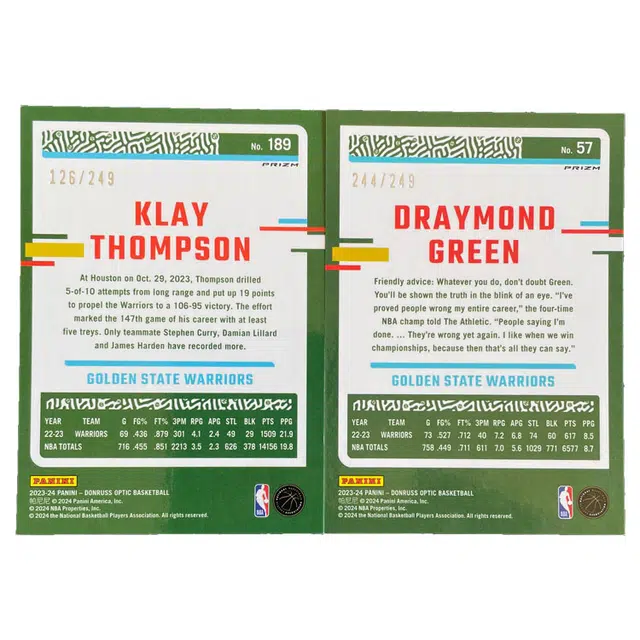 No. 189
PRIZM
126/249
KLAY
THOMPSON
At Houston on Oct. 29, 2023, Thompson drilled
5-of-10 attempts from long range and put up 19 points
to propel the Warriors to a 106-95 victory. The effort
marked the 147th game of his career with at least
five treys. Only teammate Stephen Curry, Damian Lillard
and James Harden have recorded more.
GOLDEN STATE WARRIORS
YEAR TEAM G FG% FT% 3PM RPG APG STL BLK PTS PPG
22-23 WARRIORS 69 .436 .879 301 4.1 2.4 49 29 1509 21.9
NBA TOTALS 716 .455 .851 2213 3.5 2.3 626 378 14156 19.8
PANINI
2023-24 PANINI – DONRUSS OPTIC BASKETBALL
帕尼尼 © 2024 Panini America, Inc.
© 2024 NBA Properties, Inc.
© 2024 the National Basketball Players Association. All rights reserved.
NBA
No. 57
PRIZM
244/249
DRAYMOND
GREEN
Friendly advice: Whatever you do, don't doubt Green.
You'll be shown the truth in the blink of an eye. “I've
proved people wrong my entire career,” the four-time
NBA champ told The Athletic. “People saying I'm
done. ... They're wrong yet again. I like when we win
championships, because then that's all they can say.”
GOLDEN STATE WARRIORS
YEAR TEAM G FG% FT% 3PM RPG APG STL BLK PTS PPG
22-23 WARRIORS 73 .527 .712 40 7.2 6.8 74 60 617 8.5
NBA TOTALS 758 .449 .711 611 7.0 5.6 1029 771 6577 8.7
PANINI
2023-24 PANINI – DONRUSS OPTIC BASKETBALL
帕尼尼 © 2024 Panini America, Inc.
© 2024 NBA Properties, Inc.
© 2024 the National Basketball Players Association. All rights reserved.
NBA